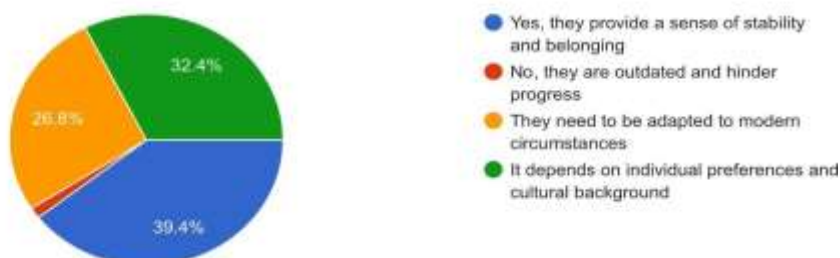 32.4%
26.8%
39.4%
Yes, they provide a sense of stability
and belonging
No, they are outdated and hinder
progress
They need to be adapted to modern
circumstances
It depends on individual preferences and
cultural background